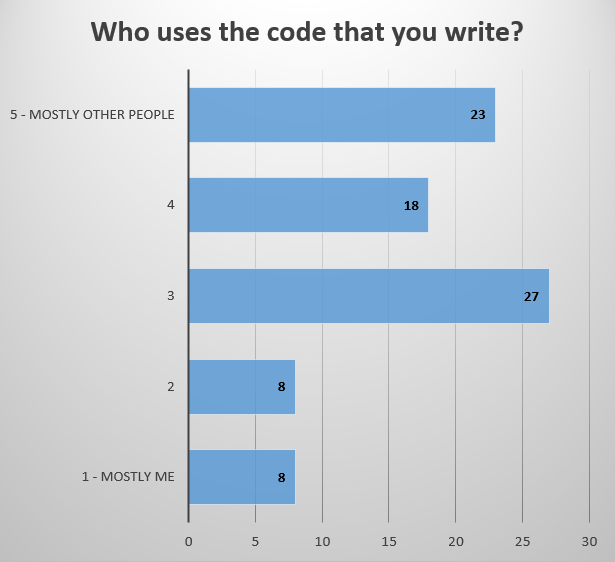 Who uses the code that you write?
5 - MOSTLY OTHER PEOPLE
23
4
18
3
27
2
8
1 - MOSTLY ME
8
0 5 10 15 20 25 30